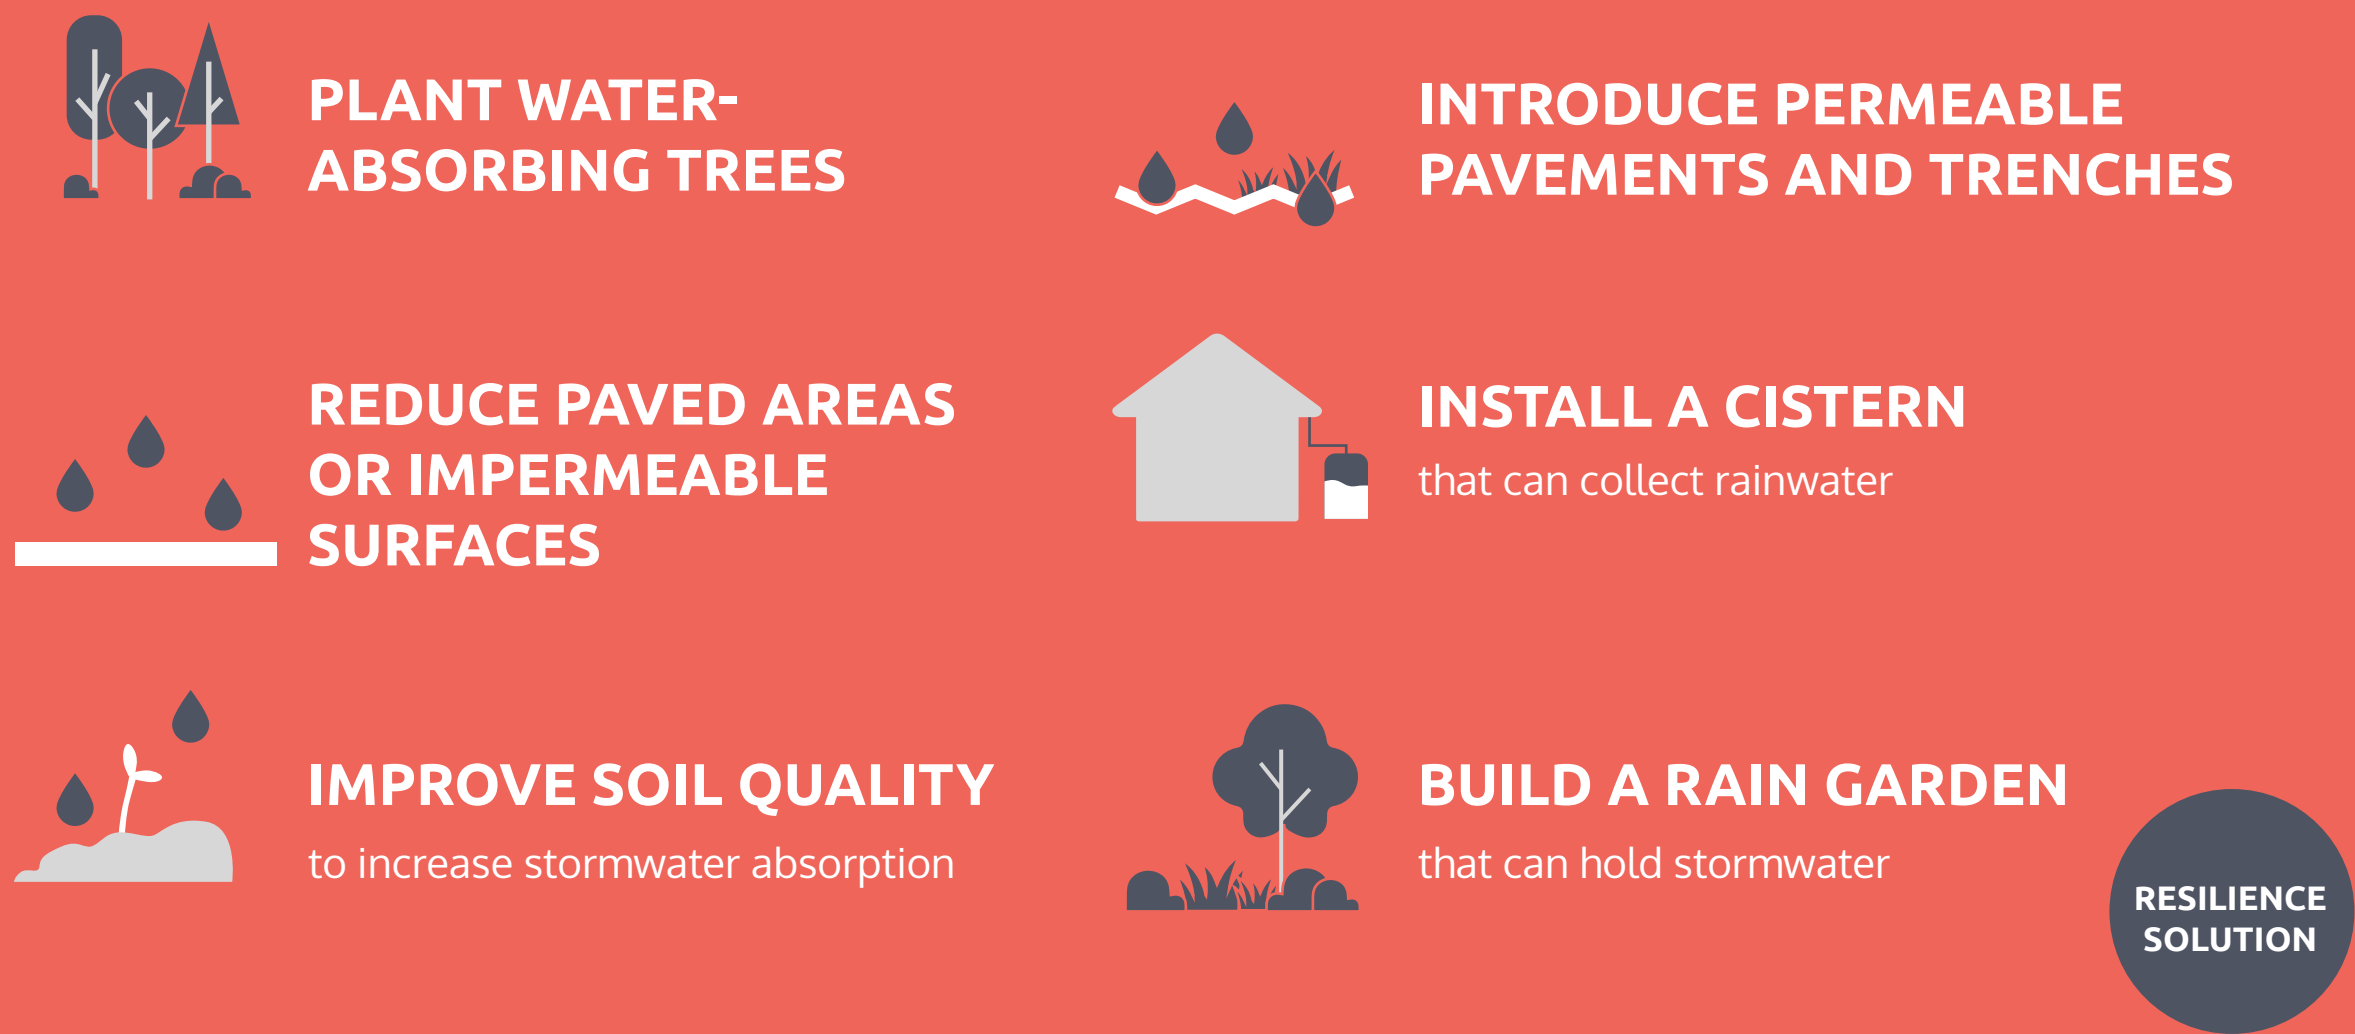 PLANT WATER-
ABSORBING TREES
INTRODUCE PERMEABLE
PAVEMENTS AND TRENCHES
REDUCE PAVED AREAS
OR IMPERMEABLE
SURFACES
INSTALL A CISTERN
that can collect rainwater
IMPROVE SOIL QUALITY
to increase stormwater absorption
BUILD A RAIN GARDEN
that can hold stormwater
RESILIENCE
SOLUTION